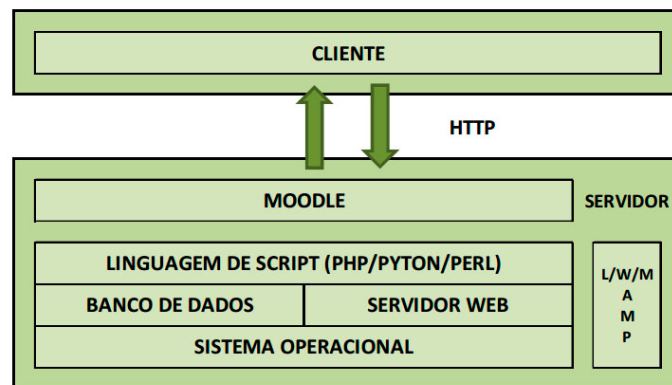 CLIENTE
HTTP
MOODLE
SERVIDOR
LINGUAGEM DE SCRIPT (PHP/PYTON/PERL)
BANCO DE DADOS
SERVIDOR WEB
SISTEMA OPERACIONAL
L/W/M
A
M
P